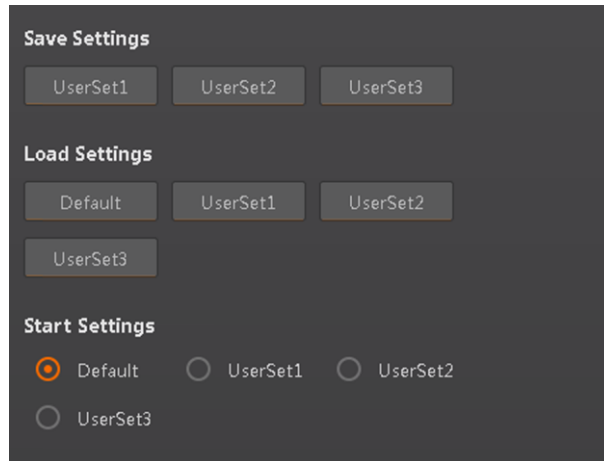 Save Settings
UserSet1 UserSet2 UserSet3
Load Settings
Default UserSet1 UserSet2
UserSet3
Start Settings
Default UserSet1 UserSet2
UserSet3